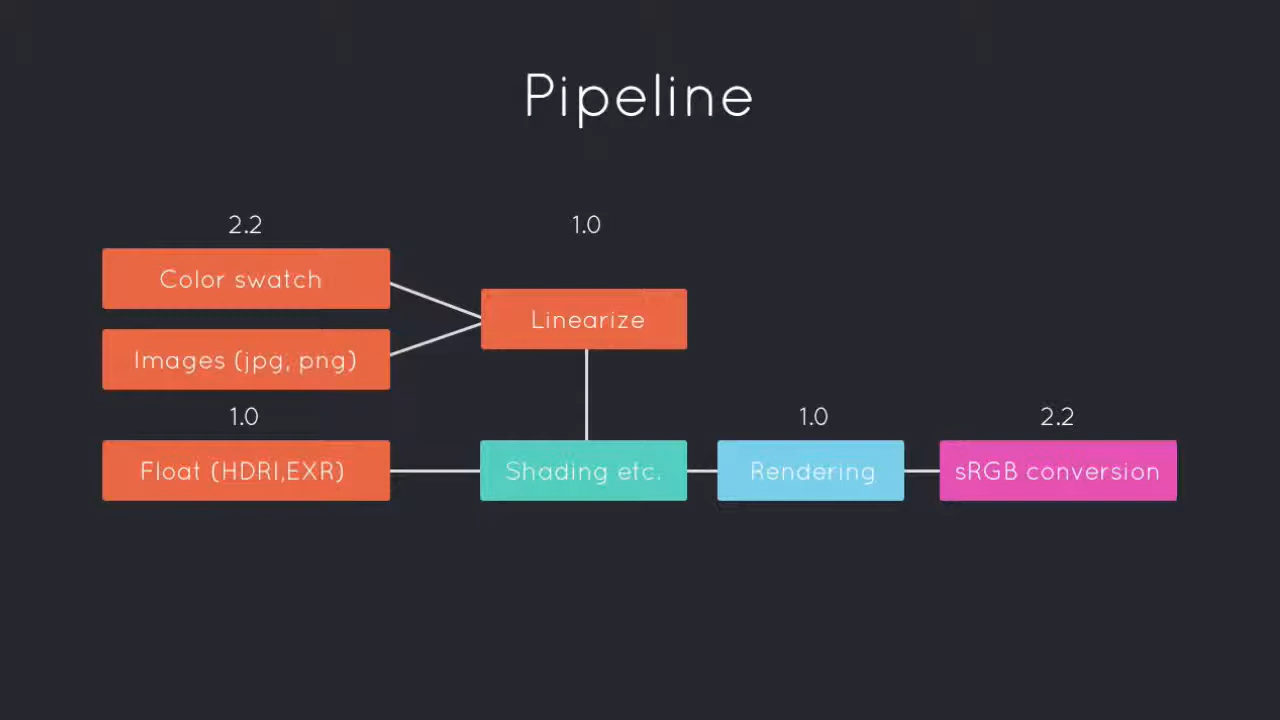 Pipeline
2.2
1.0
Color swatch
Linearize
Images (jpg, png)
1.0
1.0
2.2
Float (HDRI,EXR)
Shading etc.
Rendering
sRGB conversion